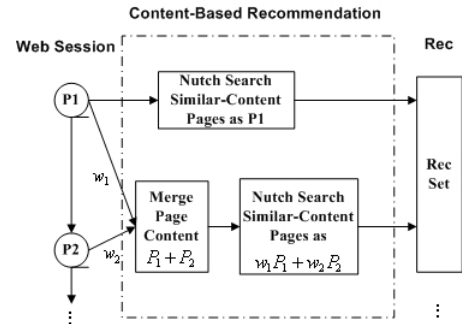 Content-Based Recommendation
Web Session
Rec
P1
Nutch Search
Similar-Content
Pages as P1
w₁
Merge
Page
Content
P₁ + P₂
Nutch Search
Similar-Content
Pages as
w₁P₁ + w₂P₂
Rec
Set
P2
w₂
⋮
⋮